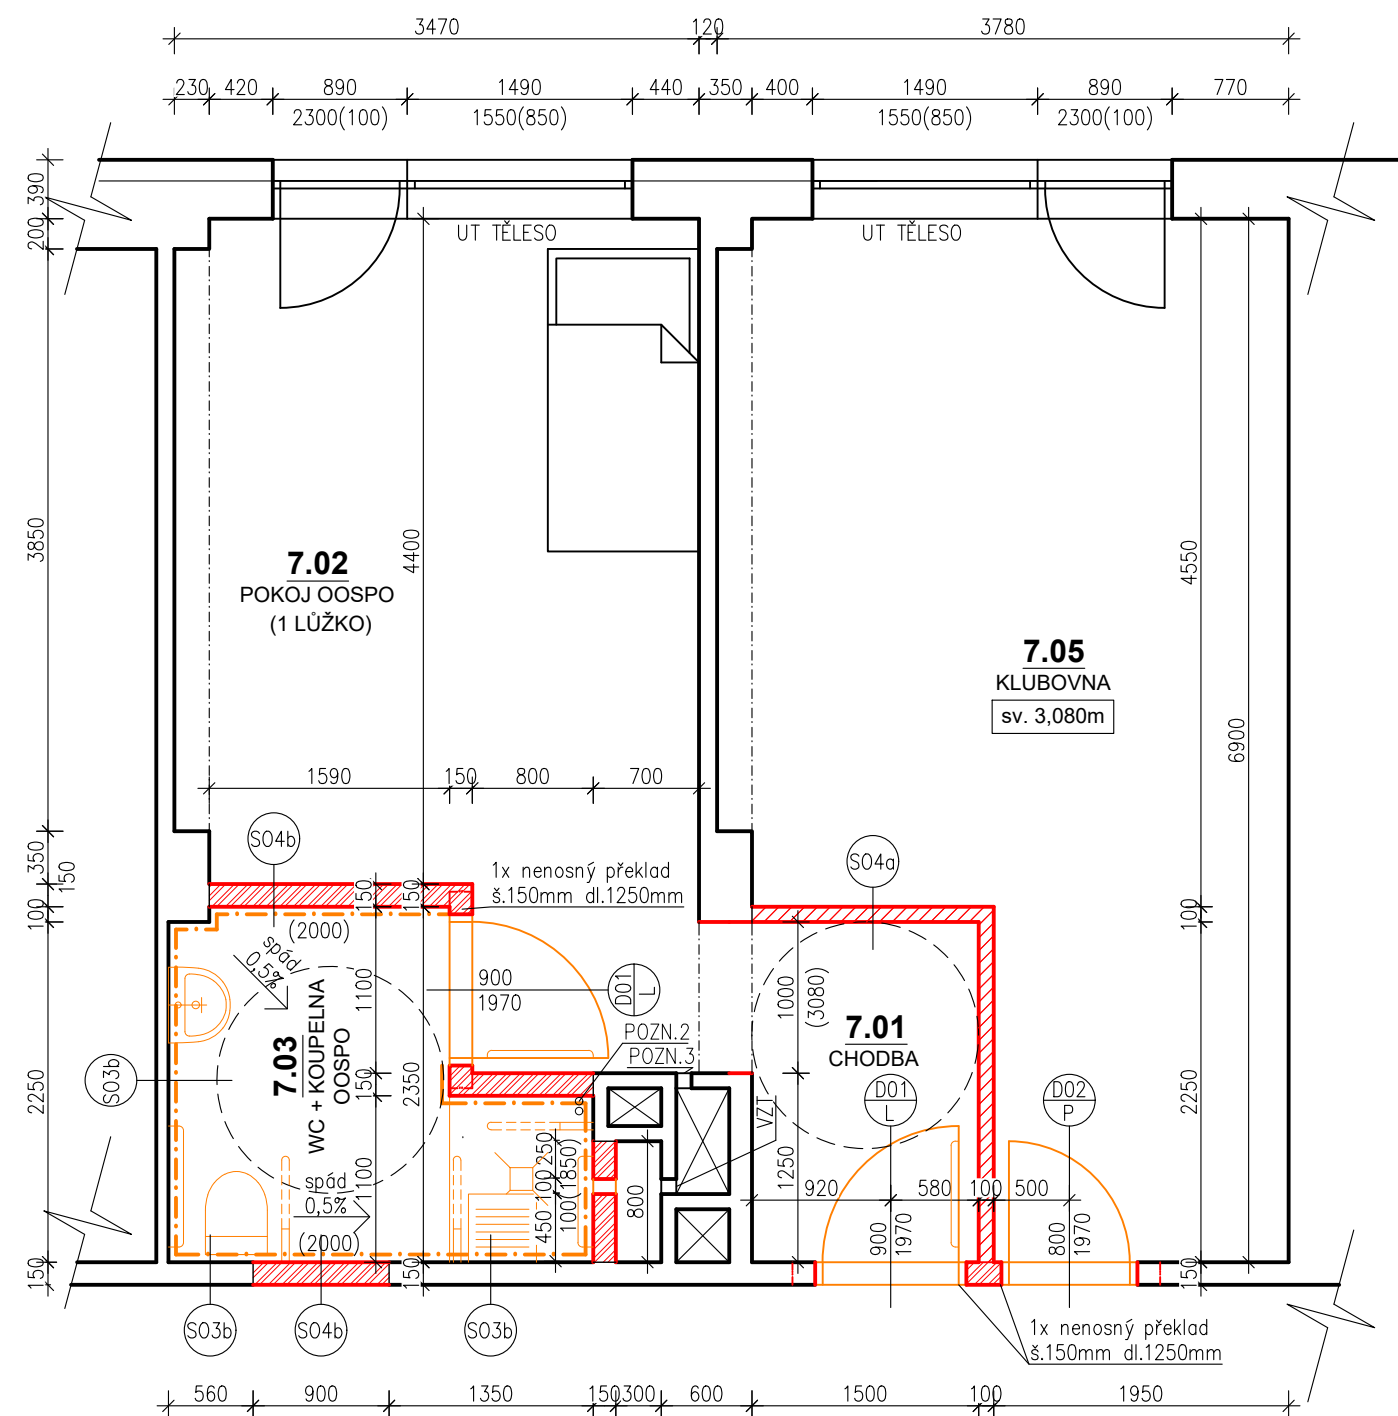 3470 120 3780
230 420 890 1490 440 350 400 1490 890 770
2300(100) 1550(850) 1550(850) 2300(100)
390
200
UT TĚLESO
UT TĚLESO
3850
4400
4550
6900
7.02
POKOJ OOSPO
(1 LŮŽKO)
7.05
KLUBOVNA
sv. 3,080m
1590 150 800 700
350
150
100
S04b
S04a
1x nenosný překlad
š.150mm dl.1250mm
150
150
100
(2000)
spád
0,5%
1100
900
1970
D01
L
1000
(3080)
7.01
CHODBA
7.03
WC + KOUPELNA
OOSPO
POZN.2
POZN.3
S03b
2250
150
2350
2250
D01
L
D02
P
VZT
1250
250
100(1850)
100
450
800
1100
spád
0,5%
(2000)
920 580 100 500
900
1970
800
1970
150
150
150
S03b
S04b
S03b
1x nenosný překlad
š.150mm dl.1250mm
560 900 1350 150 300 600 1500 100 1950